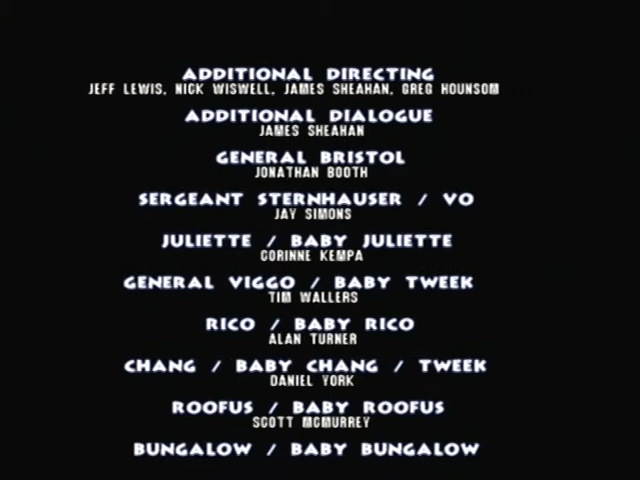 ADDITIONAL DIRECTING
JEFF LEWIS, NICK WISWELL, JAMES SHEAHAN, GREG HOUNSOM
ADDITIONAL DIALOGUE
JAMES SHEAHAN
GENERAL BRISTOL
JONATHAN BOOTH
SERGEANT STERNHAUSER / VO
JAY SIMONS
JULIETTE / BABY JULIETTE
CORINNE KEMPA
GENERAL VIGGO / BABY TWEEK
TIM WALLERS
RICO / BABY RICO
ALAN TURNER
CHANG / BABY CHANG / TWEEK
DANIEL YORK
ROOFUS / BABY ROOFUS
SCOTT MCMURREY
BUNGALOW / BABY BUNGALOW